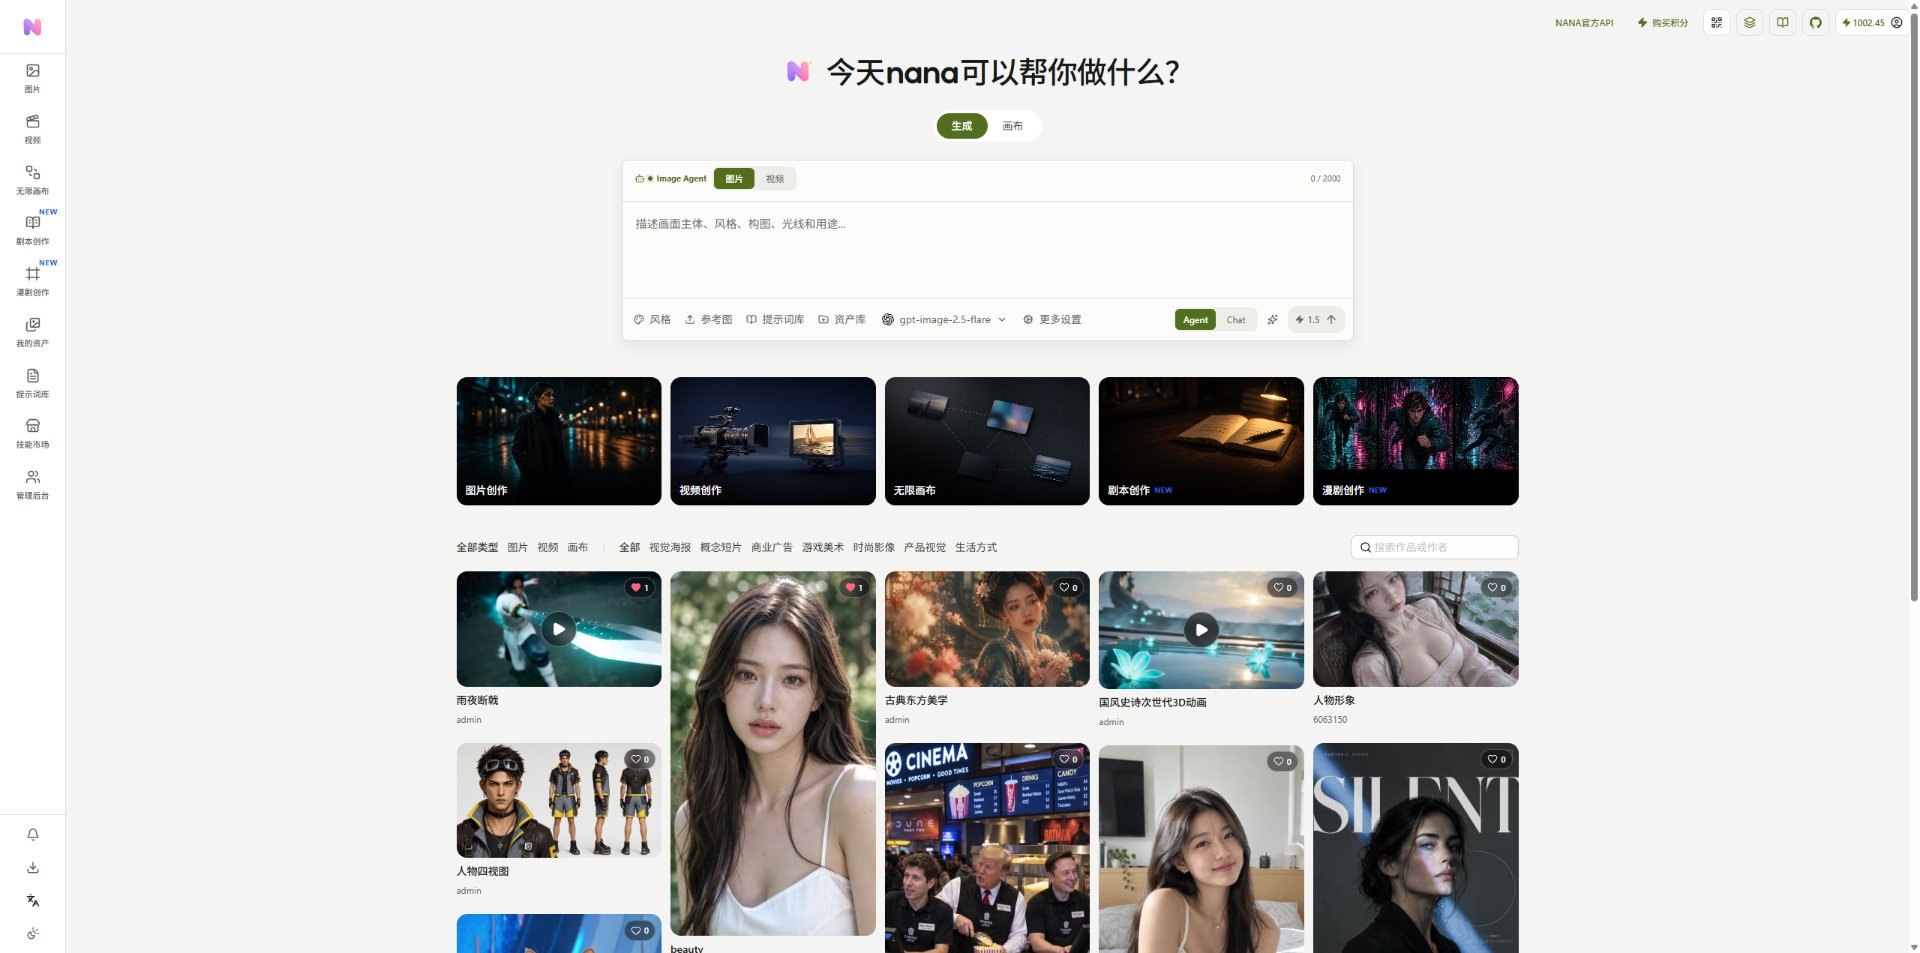 NANA官方API
购买积分
1002.45
图片
视频
无限画布
NEW
剧本创作
NEW
漫剧创作
我的资产
提示词库
技能市场
管理后台
今天nana可以帮你做什么?
生成
画布
Image Agent
图片
视频
0 / 2000
描述画面主体、风格、构图、光线和用途...
风格
参考图
提示词库
资产库
gpt-image-2.5-flare
更多设置
Agent
Chat
1.5
图片创作
视频创作
无限画布
剧本创作 NEW
漫剧创作 NEW
全部类型 图片 视频 画布 | 全部 视觉海报 概念短片 商业广告 游戏美术 时尚影像 产品视觉 生活方式
搜索作品或作者
1
雨夜断戟
admin
1
beauty
0
古典东方美学
admin
0
国风史诗次世代3D动画
admin
0
人物形象
6063150
0
人物四视图
admin
0
CINEMA
MOVIES • POPCORN • GOOD TIMES
POPCORN
DRINKS
CANDY
DUNE
PART TWO
BATMAN
0
0
SILENT
0